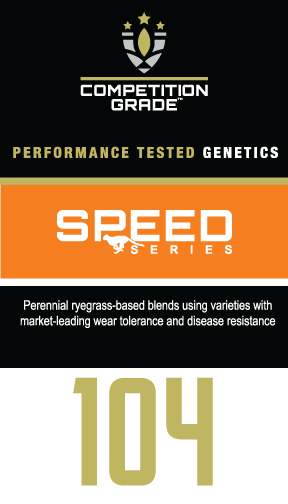 COMPETITION
GRADE™
PERFORMANCE TESTED GENETICS
SPEED
SERIES
Perennial ryegrass-based blends using varieties with
market-leading wear tolerance and disease resistance
104